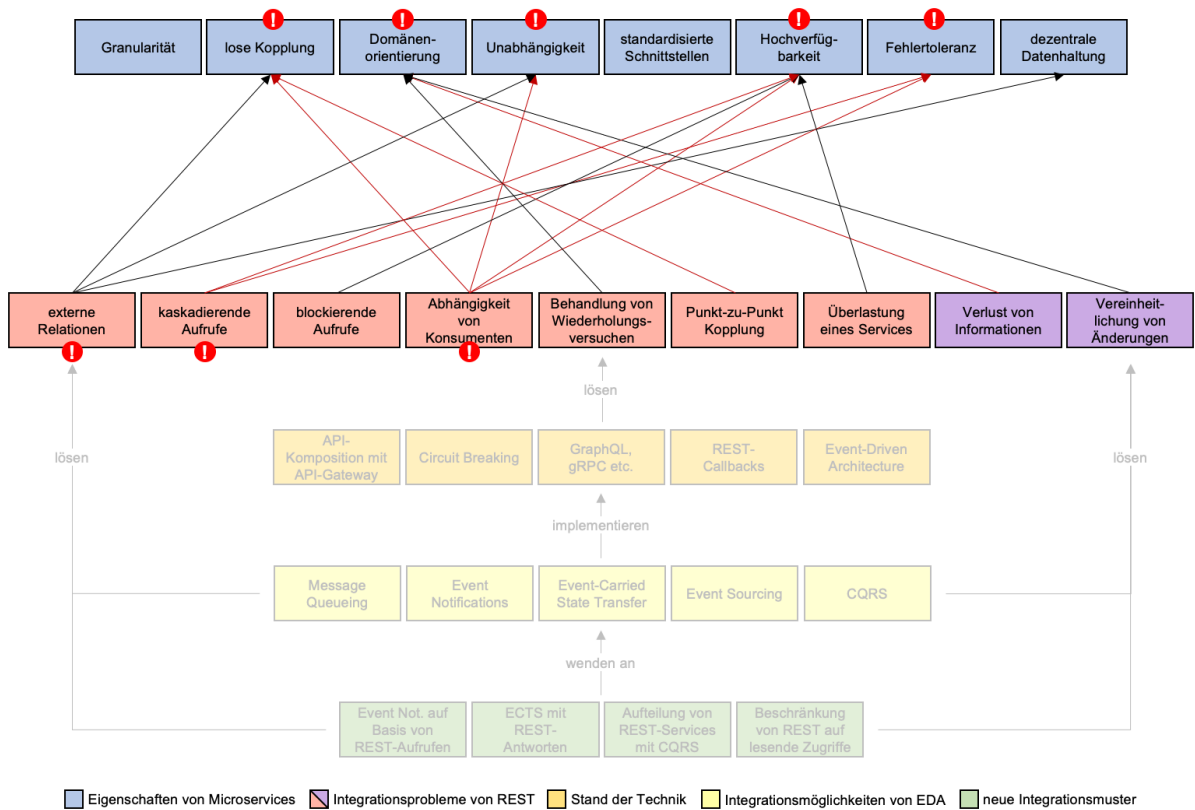 Granularität
lose Kopplung
Domänen-
orientierung
Unabhängigkeit
standardisierte
Schnittstellen
Hochverfüg-
barkeit
Fehlertoleranz
dezentrale
Datenhaltung
externe
Relationen
kaskadierende
Aufrufe
blockierende
Aufrufe
Abhängigkeit
von
Konsumenten
Behandlung von
Wiederholungs-
versuchen
Punkt-zu-Punkt
Kopplung
Überlastung
eines Services
Verlust von
Informationen
Vereinheit-
lichung von
Änderungen
lösen
lösen
lösen
API-
Komposition mit
API-Gateway
Circuit Breaking
GraphQL,
gRPC etc.
REST-
Callbacks
Event-Driven
Architecture
implementieren
Message
Queueing
Event
Notifications
Event-Carried
State Transfer
Event Sourcing
CQRS
wenden an
Event Not. auf
Basis von
REST-Aufrufen
ECTS mit
REST-
Antworten
Aufteilung von
REST-Services
mit CQRS
Beschränkung
von REST auf
lesende Zugriffe
Eigenschaften von Microservices
Integrationsprobleme von REST
Stand der Technik
Integrationsmöglichkeiten von EDA
neue Integrationsmuster